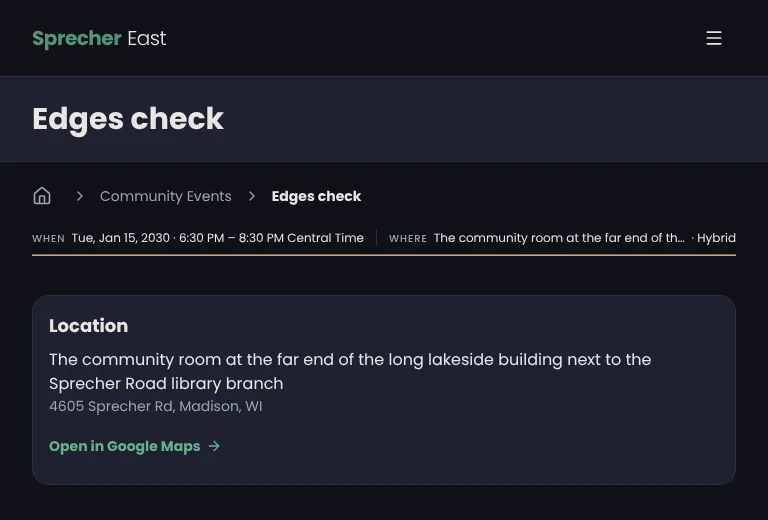 Sprecher East
Edges check
Community Events > Edges check
WHEN Tue, Jan 15, 2030 · 6:30 PM – 8:30 PM Central Time WHERE The community room at the far end of th… · Hybrid
Location
The community room at the far end of the long lakeside building next to the
Sprecher Road library branch
4605 Sprecher Rd, Madison, WI
Open in Google Maps →